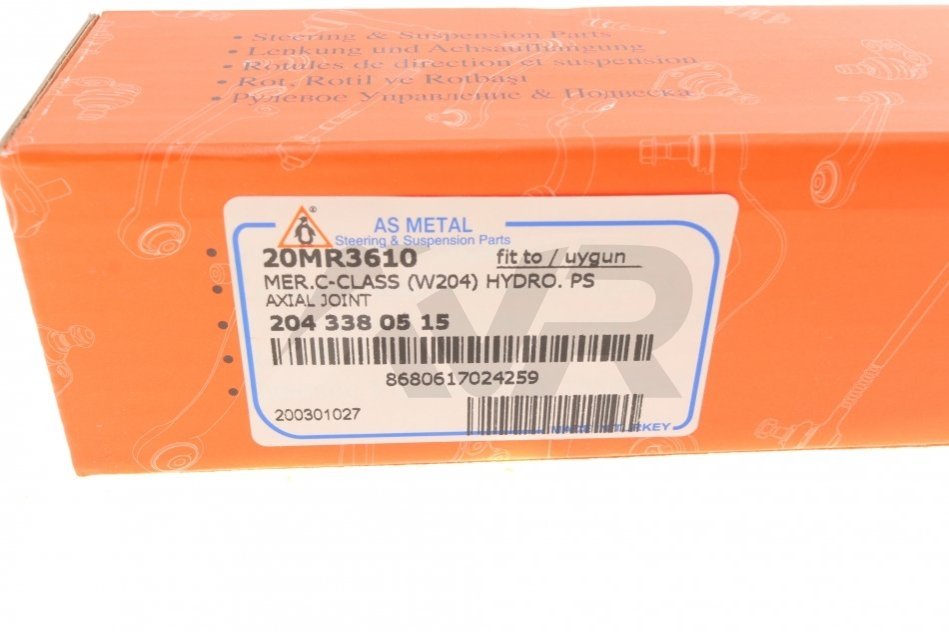 • Steering & Suspension Parts
• Lenkung und Achsaufhängung
• Rotules de direction et suspension
• Rot, Rotil ve Rotbaşı
• Рулевое Управление & Подвеска
®
AS METAL
Steering & Suspension Parts
20MR3610 fit to / uygun
MER.C-CLASS (W204) HYDRO. PS
AXIAL JOINT
204 338 05 15
8680617024259
200301027
MADE TURKEY